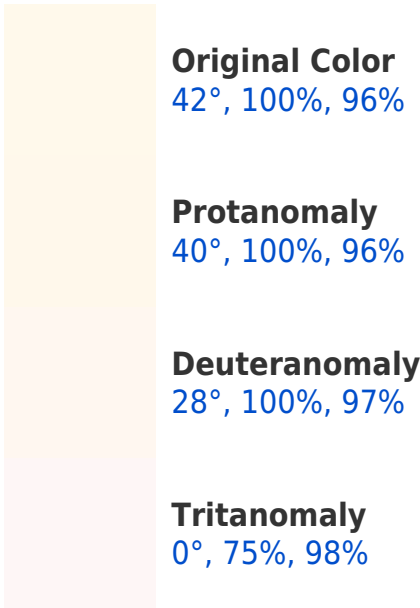 Original Color
42°, 100%, 96%
Protanomaly
40°, 100%, 96%
Deuteranomaly
28°, 100%, 97%
Tritanomaly
0°, 75%, 98%